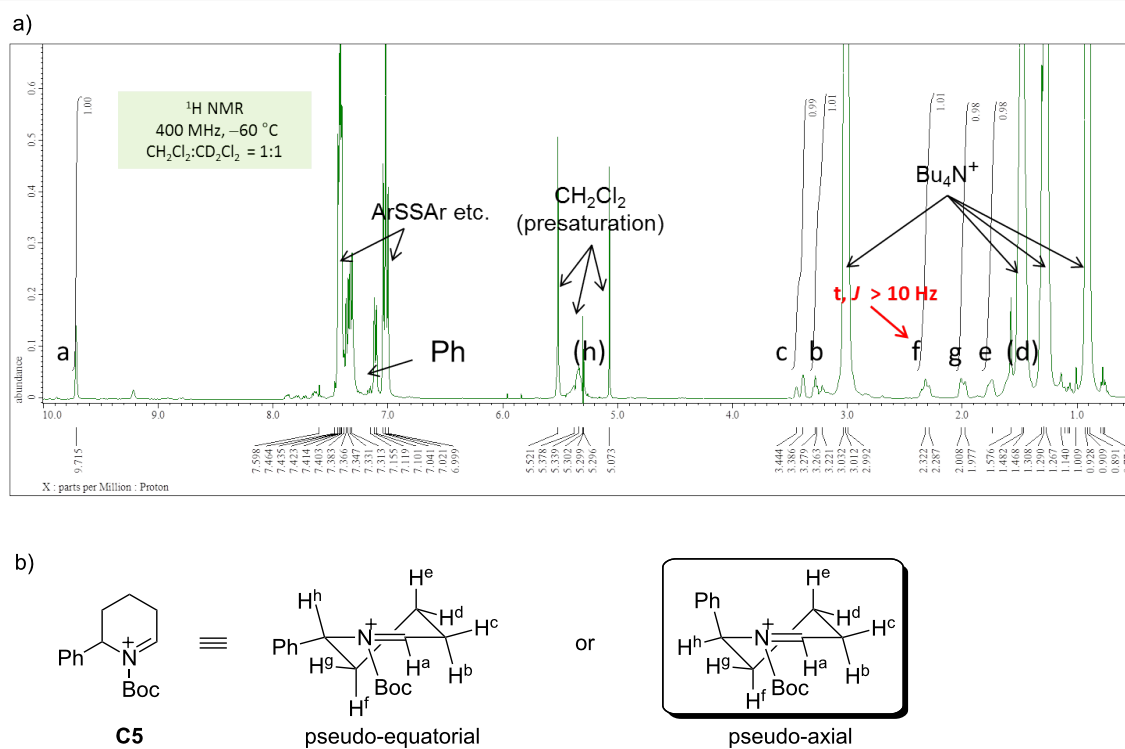 a)
¹H NMR
400 MHz, −60 °C
CH₂Cl₂:CD₂Cl₂ = 1:1
ArSSAr etc.
CH₂Cl₂
(presaturation)
Bu₄N⁺
t, J > 10 Hz
Ph
a
(h)
c
b
f
g
e
(d)
1.00
0.99
1.01
1.01
0.98
0.98
abundance
0 0.1 0.2 0.3 0.4 0.5 0.6
10.0 9.0 8.0 7.0 6.0 5.0 4.0 3.0 2.0 1.0
9.715
7.598 7.464 7.435 7.423 7.414 7.403 7.383 7.366 7.347 7.331 7.313 7.155 7.119 7.101 7.041 7.021 6.999
5.521 5.378 5.339 5.302 5.299 5.296 5.073
3.444 3.386 3.279 3.263 3.221 3.032 3.012 2.992
2.322 2.287 2.008 1.977
1.576 1.482 1.468 1.308 1.290 1.267 1.140 1.009 0.928 0.909 0.891
X : parts per Million : Proton
b)
Ph
N
+
Boc
C5
Hʰ
Ph
Hᵍ
Hᶠ
N
+
Boc
Hᵃ
Hᵉ
Hᵈ
Hᶜ
Hᵇ
pseudo-equatorial
or
Ph
Hʰ
Hᵍ
Hᶠ
N
+
Boc
Hᵃ
Hᵉ
Hᵈ
Hᶜ
Hᵇ
pseudo-axial